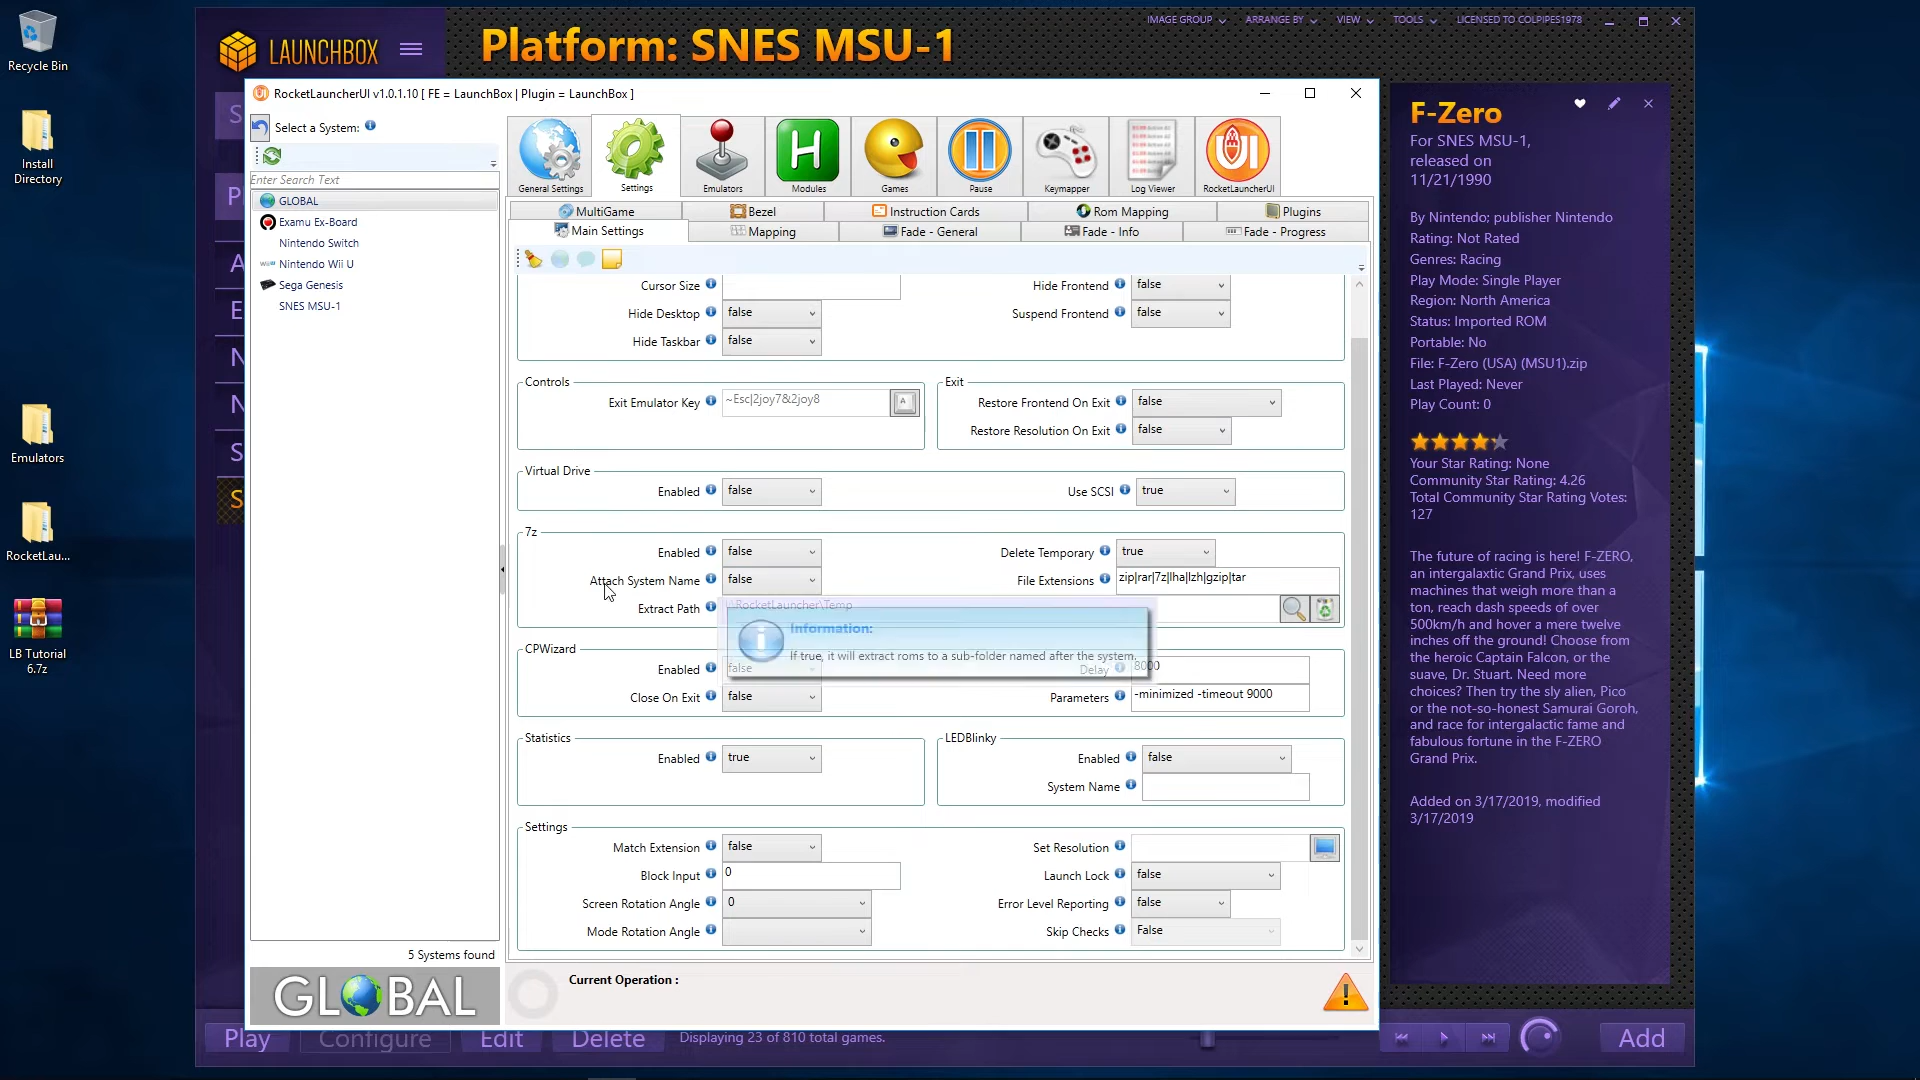 Recycle Bin
Install
Directory
Emulators
RocketLau...
LB Tutorial
6.7z
LAUNCHBOX
Platform: SNES MSU-1
IMAGE GROUP
ARRANGE BY
VIEW
TOOLS
LICENSED TO COLPIPES1978
RocketLauncherUI v1.0.1.10 [ FE = LaunchBox | Plugin = LaunchBox ]
Select a System:
Enter Search Text
GLOBAL
Examu Ex-Board
Nintendo Switch
Nintendo Wii U
Sega Genesis
SNES MSU-1
5 Systems found
GLOBAL
General Settings
Settings
Emulators
Modules
Games
Pause
Keymapper
Log Viewer
RocketLauncherUI
MultiGame
Bezel
Instruction Cards
Rom Mapping
Plugins
Main Settings
Mapping
Fade - General
Fade - Info
Fade - Progress
Cursor Size
Hide Frontend false
Hide Desktop false
Suspend Frontend false
Hide Taskbar false
Controls
Exit Emulator Key ~Esc|2joy7&2joy8
Exit
Restore Frontend On Exit false
Restore Resolution On Exit false
Virtual Drive
Enabled false
Use SCSI true
7z
Enabled false
Delete Temporary true
Attach System Name false
File Extensions zip|rar|7z|lha|lzh|gzip|tar
Extract Path .\RocketLauncher\Temp
Information:
If true, it will extract roms to a sub-folder named after the system.
CPWizard
Enabled false
Delay 8000
Close On Exit false
Parameters -minimized -timeout 9000
Statistics
Enabled true
LEDBlinky
Enabled false
System Name
Settings
Match Extension false
Set Resolution
Block Input 0
Launch Lock false
Screen Rotation Angle 0
Error Level Reporting false
Mode Rotation Angle
Skip Checks False
Current Operation :
F-Zero
For SNES MSU-1,
released on
11/21/1990
By Nintendo; publisher Nintendo
Rating: Not Rated
Genres: Racing
Play Mode: Single Player
Region: North America
Status: Imported ROM
Portable: No
File: F-Zero (USA) (MSU1).zip
Last Played: Never
Play Count: 0
Your Star Rating: None
Community Star Rating: 4.26
Total Community Star Rating Votes:
127
The future of racing is here! F-ZERO,
an intergalaxtic Grand Prix, uses
machines that weigh more than a
ton, reach dash speeds of over
500km/h and hover a mere twelve
inches off the ground! Choose from
the heroic Captain Falcon, or the
suave, Dr. Stuart. Need more
choices? Then try the sly alien, Pico
or the not-so-honest Samurai Goroh,
and race for intergalactic fame and
fabulous fortune in the F-ZERO
Grand Prix.
Added on 3/17/2019, modified
3/17/2019
Play
Configure
Edit
Delete
Displaying 23 of 810 total games.
Add